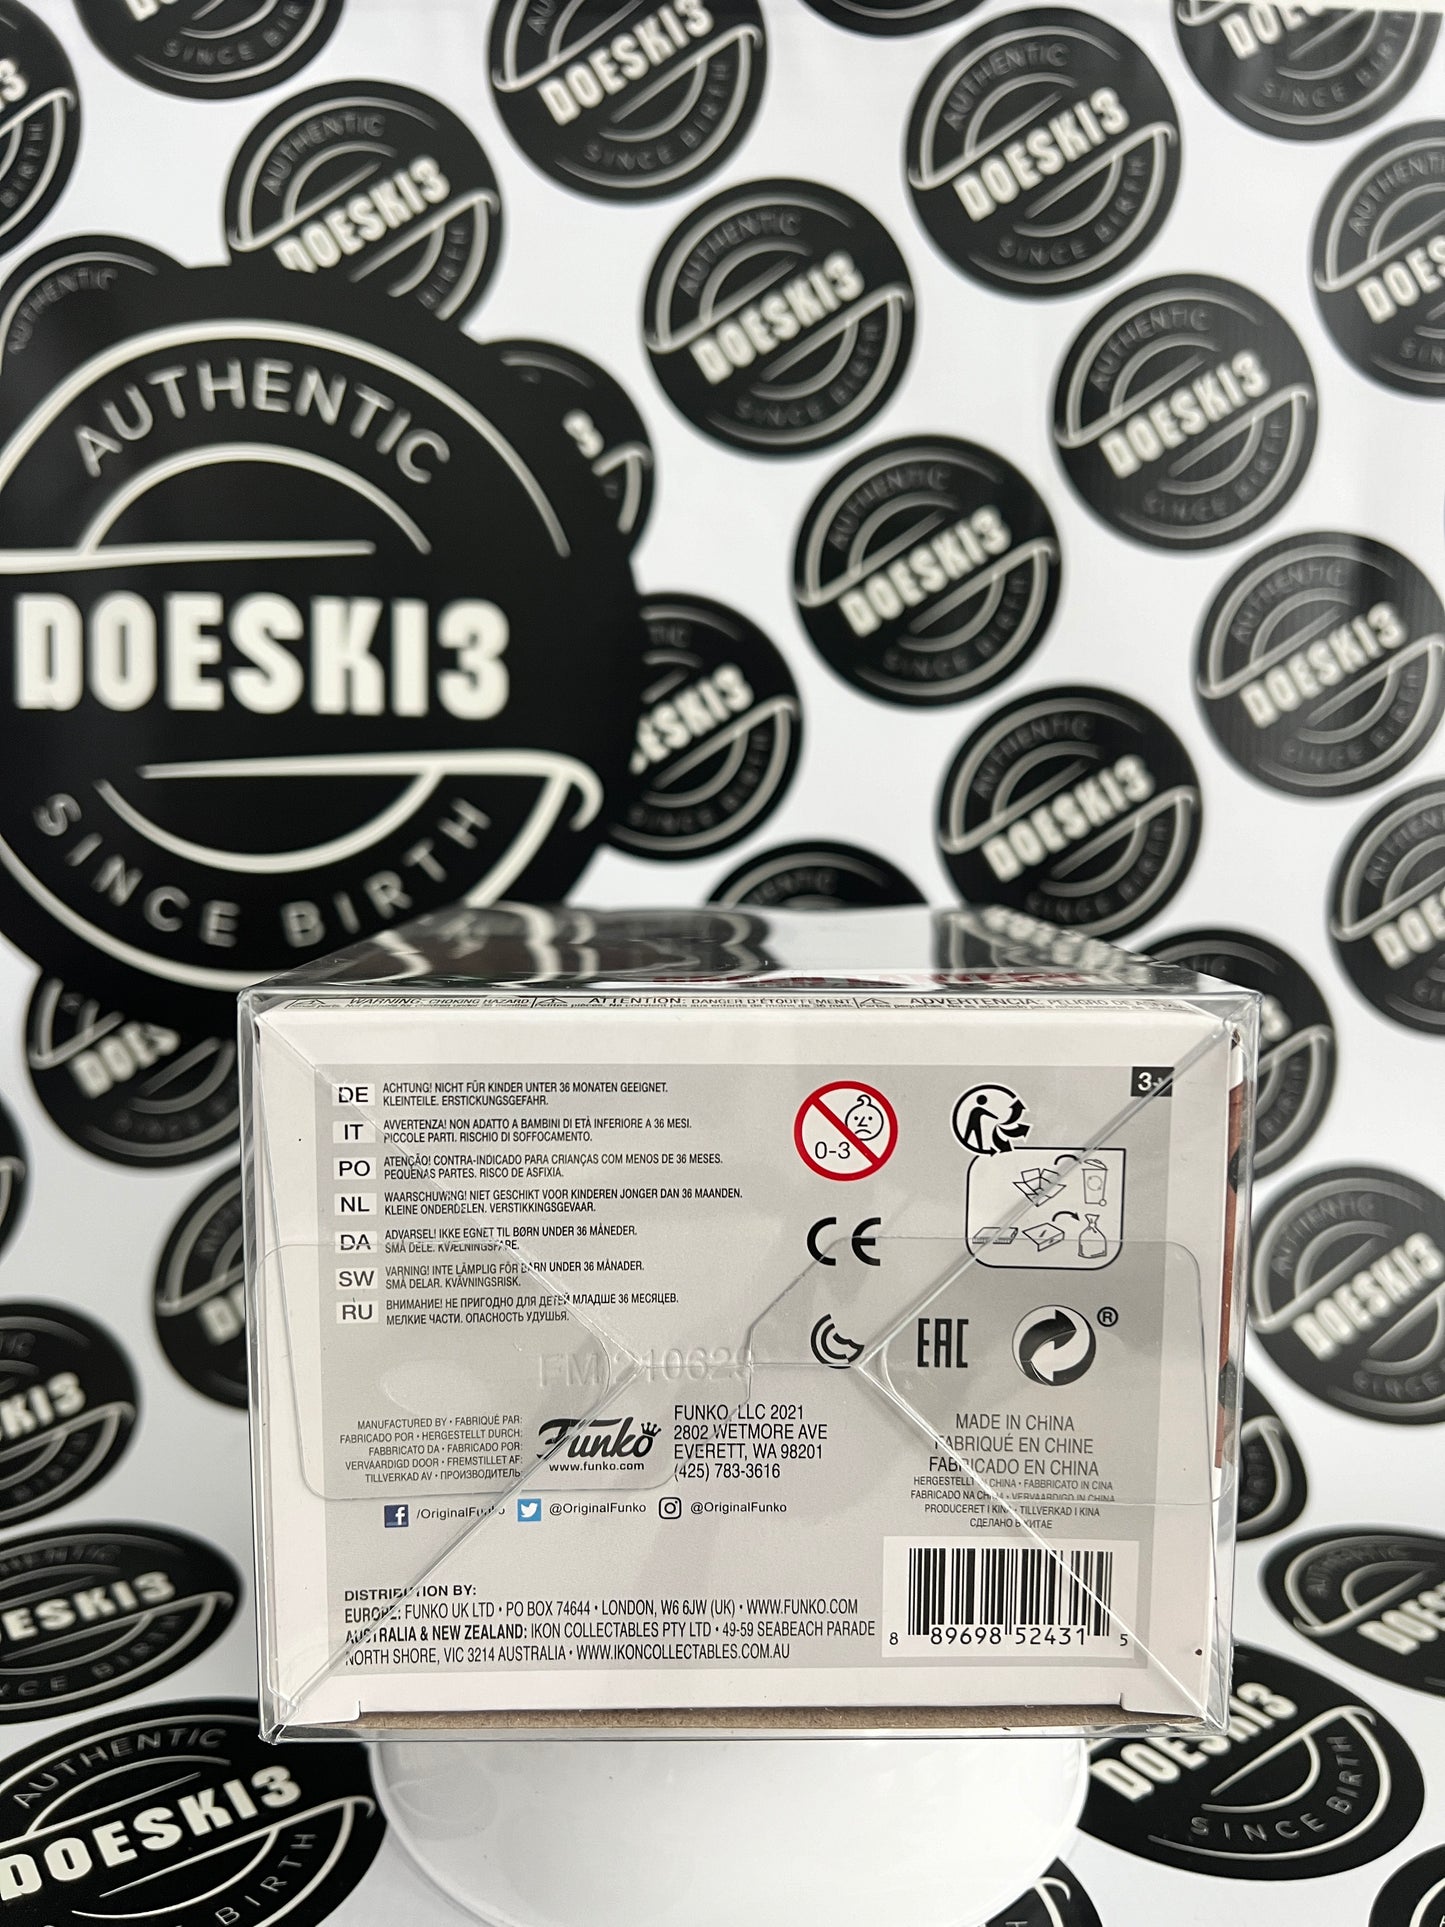 AUTHENTIC
DOESKI3
SINCE BIRTH
WARNING: CHOKING HAZARD
ATTENTION: DANGER D'ÉTOUFFEMENT
ADVERTENCIA: PELIGRO DE
3+
DE ACHTUNG! NICHT FÜR KINDER UNTER 36 MONATEN GEEIGNET.
KLEINTEILE. ERSTICKUNGSGEFAHR.
IT AVVERTENZA! NON ADATTO A BAMBINI DI ETÀ INFERIORE A 36 MESI.
PICCOLE PARTI. RISCHIO DI SOFFOCAMENTO.
PO ATENÇÃO! CONTRA-INDICADO PARA CRIANÇAS COM MENOS DE 36 MESES.
PEQUENAS PARTES. RISCO DE ASFIXIA.
NL WAARSCHUWING! NIET GESCHIKT VOOR KINDEREN JONGER DAN 36 MAANDEN.
KLEINE ONDERDELEN. VERSTIKKINGSGEVAAR.
DA ADVARSEL! IKKE EGNET TIL BØRN UNDER 36 MÅNEDER.
SMÅ DELE. KVÆLNINGSFARE.
SW VARNING! INTE LÄMPLIG FÖR BARN UNDER 36 MÅNADER.
SMÅ DELAR. KVÄVNINGSRISK.
RU ВНИМАНИЕ! НЕ ПРИГОДНО ДЛЯ ДЕТЕЙ МЛАДШЕ 36 МЕСЯЦЕВ.
МЕЛКИЕ ЧАСТИ. ОПАСНОСТЬ УДУШЬЯ.
0-3
CE
EAC
®
FM 210629
MANUFACTURED BY • FABRIQUÉ PAR:
FABRICADO POR • HERGESTELLT DURCH:
FABBRICATO DA • FABRICADO POR:
VERVAARDIGD DOOR • FREMSTILLET AF:
TILLVERKAD AV • ПРОИЗВОДИТЕЛЬ:
Funko
www.funko.com
FUNKO, LLC 2021
2802 WETMORE AVE
EVERETT, WA 98201
(425) 783-3616
MADE IN CHINA
FABRIQUÉ EN CHINE
FABRICADO EN CHINA
HERGESTELLT IN CHINA • FABBRICATO IN CINA
FABRICADO NA CHINA • VERVAARDIGD IN CHINA
PRODUCERET I KINA • TILLVERKAD I KINA
СДЕЛАНО В КИТАЕ
/OriginalFunko @OriginalFunko @OriginalFunko
DISTRIBUTION BY:
EUROPE: FUNKO UK LTD • PO BOX 74644 • LONDON, W6 6JW (UK) • WWW.FUNKO.COM
AUSTRALIA & NEW ZEALAND: IKON COLLECTABLES PTY LTD • 49-59 SEABEACH PARADE
NORTH SHORE, VIC 3214 AUSTRALIA • WWW.IKONCOLLECTABLES.COM.AU
8 89698 52431 5